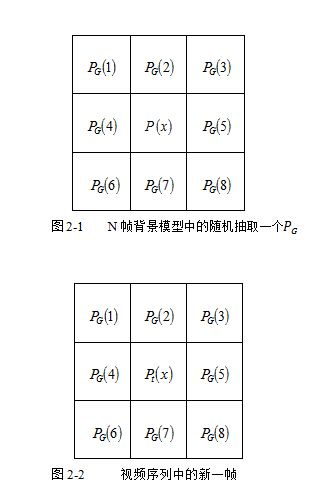 P_G(1) P_G(2) P_G(3)
P_G(4) P(x) P_G(5)
P_G(6) P_G(7) P_G(8)
图 2-1 N 帧背景模型中的随机抽取一个P_G
P_G(1) P_G(2) P_G(3)
P_G(4) P_t(x) P_G(5)
P_G(6) P_G(7) P_G(8)
图 2-2 视频序列中的新一帧